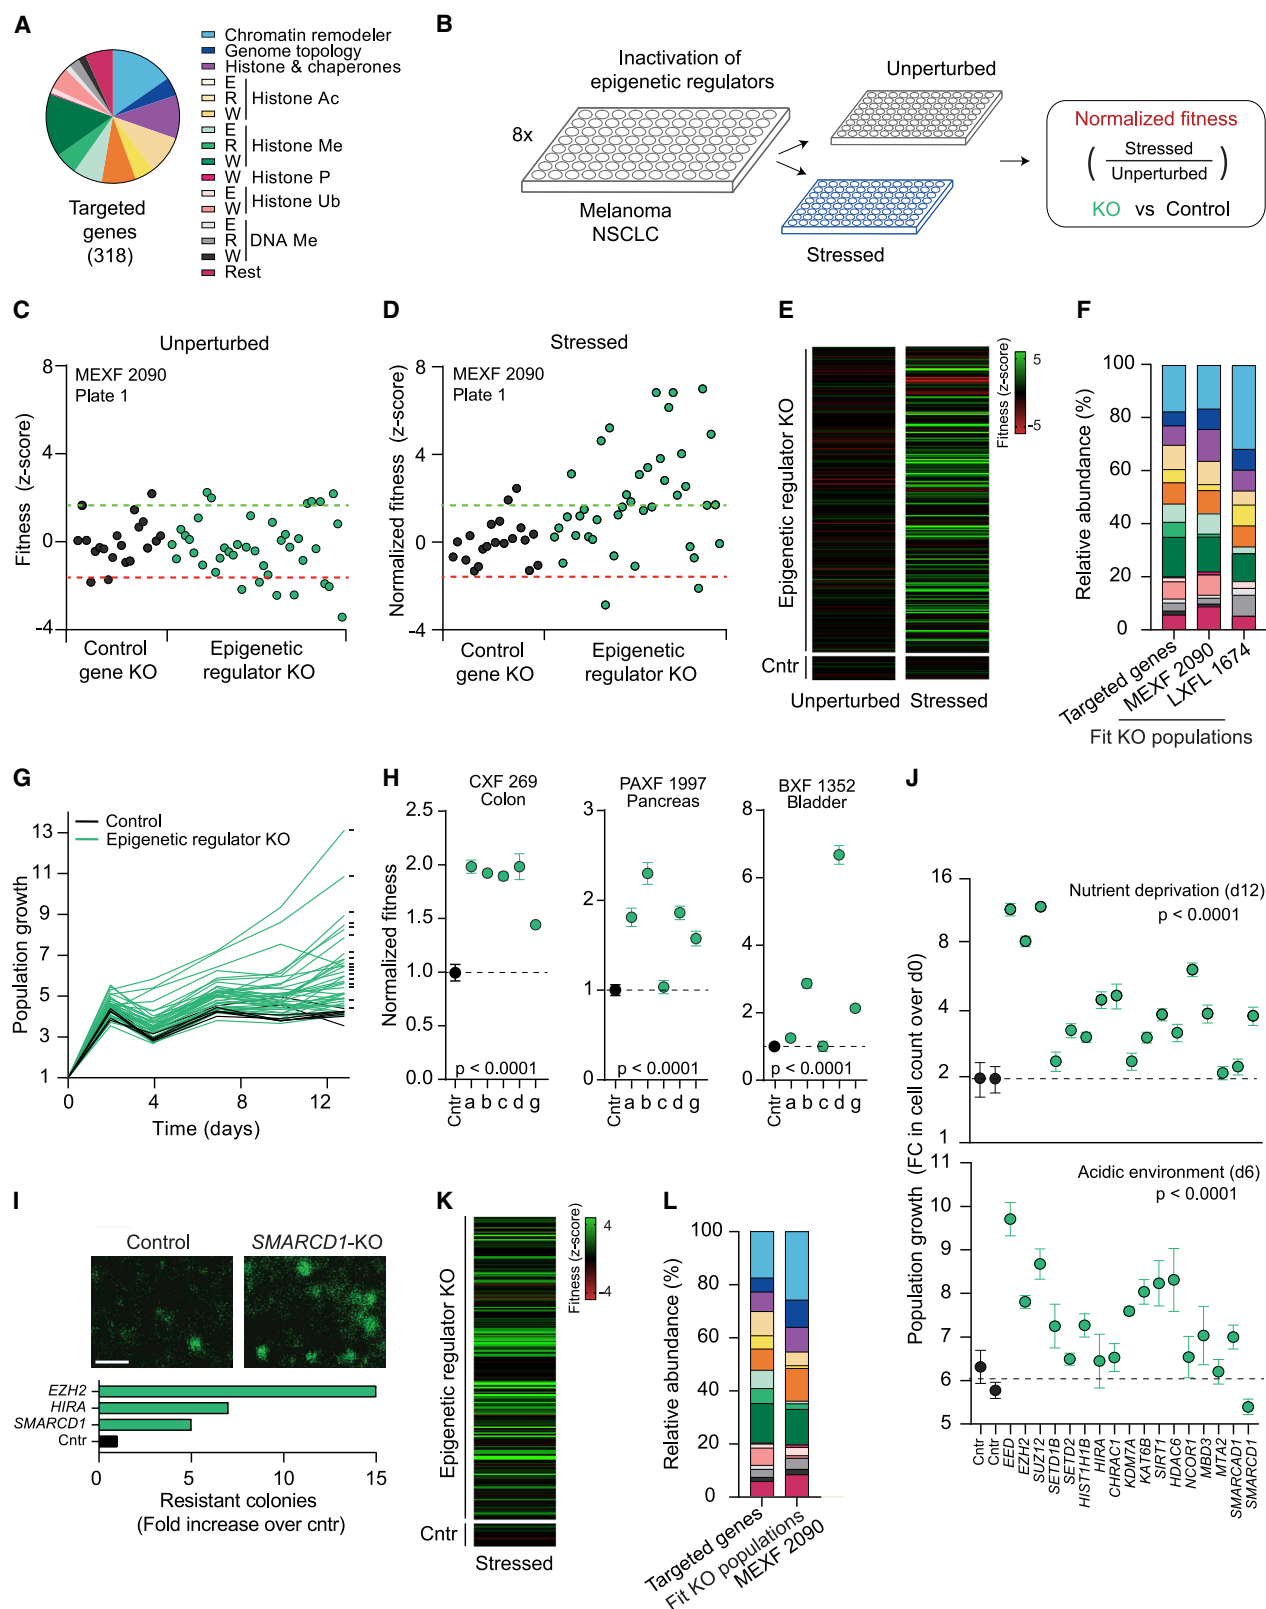 A
Chromatin remodeler
Genome topology
Histone & chaperones
E
R Histone Ac
W
E
R Histone Me
W
W Histone P
E
W Histone Ub
E
R DNA Me
W
Rest
Targeted
genes
(318)
B
Inactivation of
epigenetic regulators
8x
Melanoma
NSCLC
Unperturbed
Stressed
Normalized fitness
( Stressed
Unperturbed )
KO vs Control
C
Unperturbed
MEXF 2090
Plate 1
Fitness (z-score)
8
4
0
-4
Control
gene KO
Epigenetic
regulator KO
D
Stressed
MEXF 2090
Plate 1
Normalized fitness (z-score)
8
4
0
-4
Control
gene KO
Epigenetic
regulator KO
E
Epigenetic regulator KO
Cntr
Unperturbed
Stressed
Fitness (z-score)
5
-5
F
Relative abundance (%)
100
80
60
40
20
0
Targeted genes
MEXF 2090
LXFL 1674
Fit KO populations
G
Control
Epigenetic regulator KO
Population growth
13
11
9
7
5
3
1
0 4 8 12
Time (days)
H
Normalized fitness
CXF 269
Colon
2.5
2.0
1.5
1.0
0.5
0.0
p < 0.0001
Cntr a b c d g
PAXF 1997
Pancreas
3
2
1
0
p < 0.0001
Cntr a b c d g
BXF 1352
Bladder
8
6
4
2
0
p < 0.0001
Cntr a b c d g
I
Control
SMARCD1-KO
EZH2
HIRA
SMARCD1
Cntr
0 5 10 15
Resistant colonies
(Fold increase over cntr)
J
Population growth (FC in cell count over d0)
Nutrient deprivation (d12)
p < 0.0001
16
8
4
2
1
Acidic environment (d6)
p < 0.0001
11
10
9
8
7
6
5
Cntr
Cntr
EED
EZH2
SUZ12
SETD1B
SETD2
HIST1H1B
HIRA
CHRAC1
KDM7A
KAT6B
SIRT1
HDAC6
NCOR1
MBD3
MTA2
SMARCAD1
SMARCD1
K
Epigenetic regulator KO
Cntr
Stressed
Fitness (z-score)
4
-4
L
Relative abundance (%)
100
80
60
40
20
0
Targeted genes
Fit KO populations
MEXF 2090